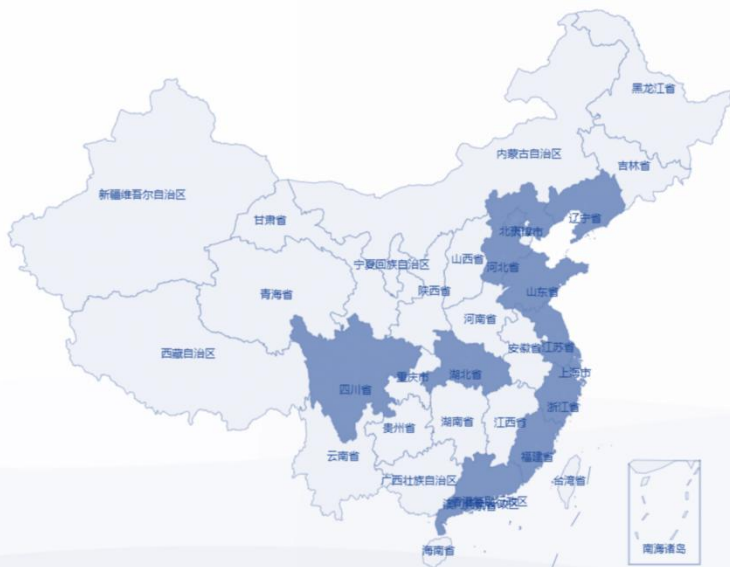 黑龙江省
内蒙古自治区
吉林省
新疆维吾尔自治区
辽宁省
甘肃省
山西省
宁夏回族自治区
河北省
陕西省
青海省
山东省
河南省
西藏自治区
安徽省
江苏省
上海市
重庆市
湖北省
四川省
浙江省
湖南省
江西省
贵州省
云南省
福建省
广西壮族自治区
台湾省
海南省
南海诸岛